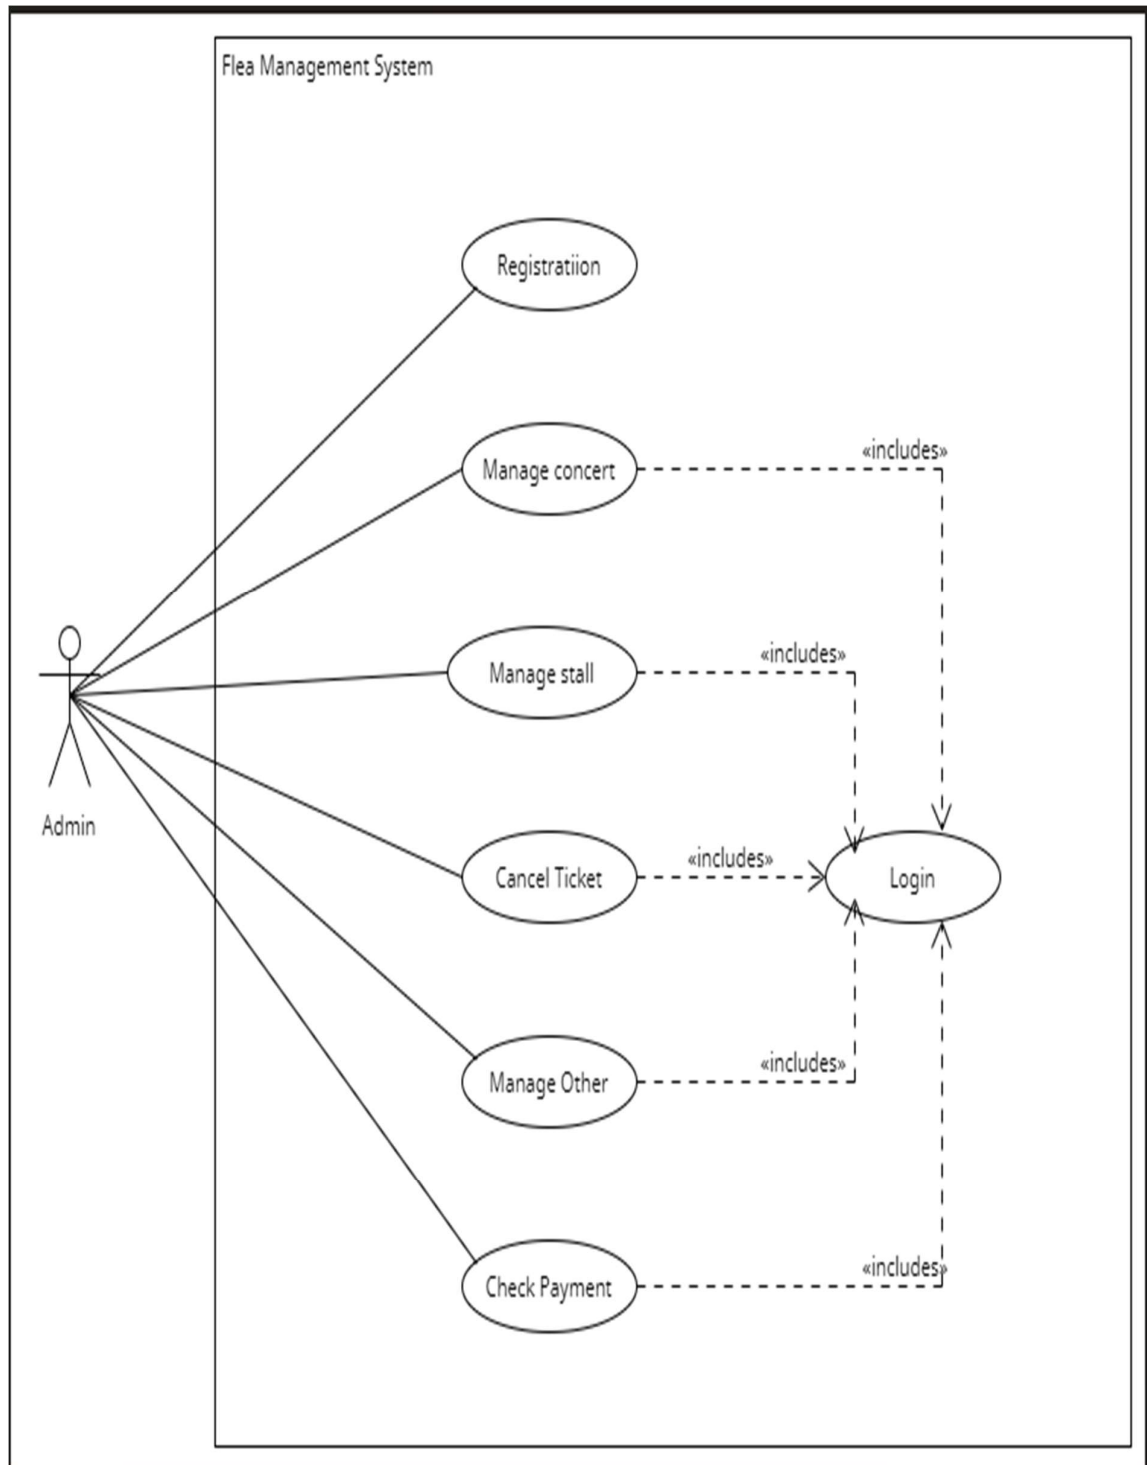 Flea Management System
Registratiion
Manage concert
«includes»
Manage stall
«includes»
Admin
Cancel Ticket
«includes»
Login
Manage Other
«includes»
Check Payment
«includes»